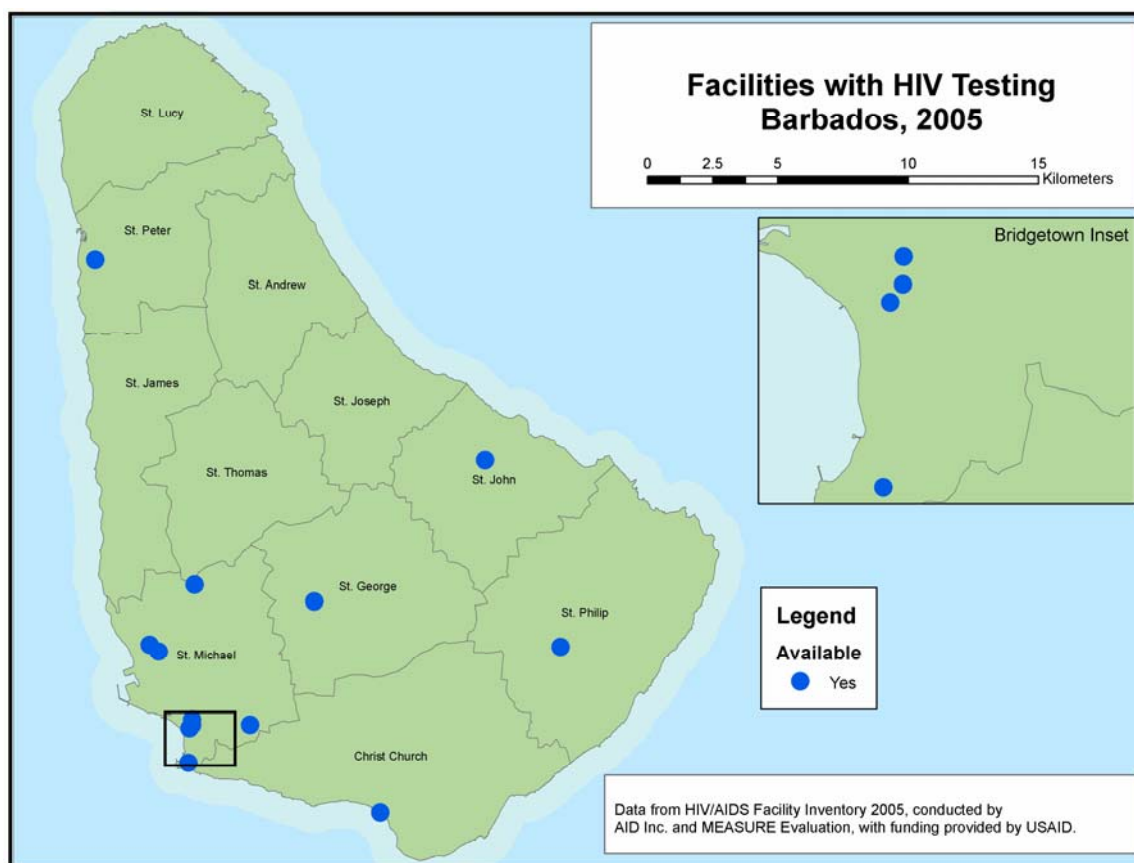 Facilities with HIV Testing
Barbados, 2005
0 2.5 5 10 15
Kilometers
Bridgetown Inset
St. Lucy
St. Peter
St. Andrew
St. James
St. Joseph
St. Thomas
St. John
St. George
St. Philip
St. Michael
Christ Church
Legend
Available
Yes
Data from HIV/AIDS Facility Inventory 2005, conducted by
AID Inc. and MEASURE Evaluation, with funding provided by USAID.